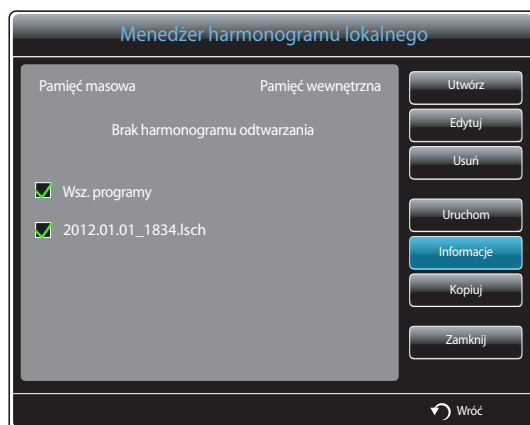 Menedżer harmonogramu lokalnego
Pamięć masowa Pamięć wewnętrzna
Brak harmonogramu odtwarzania
Wsz. programy
2012.01.01_1834.lsch
Utwórz
Edytuj
Usuń
Uruchom
Informacje
Kopiuj
Zamknij
Wróć